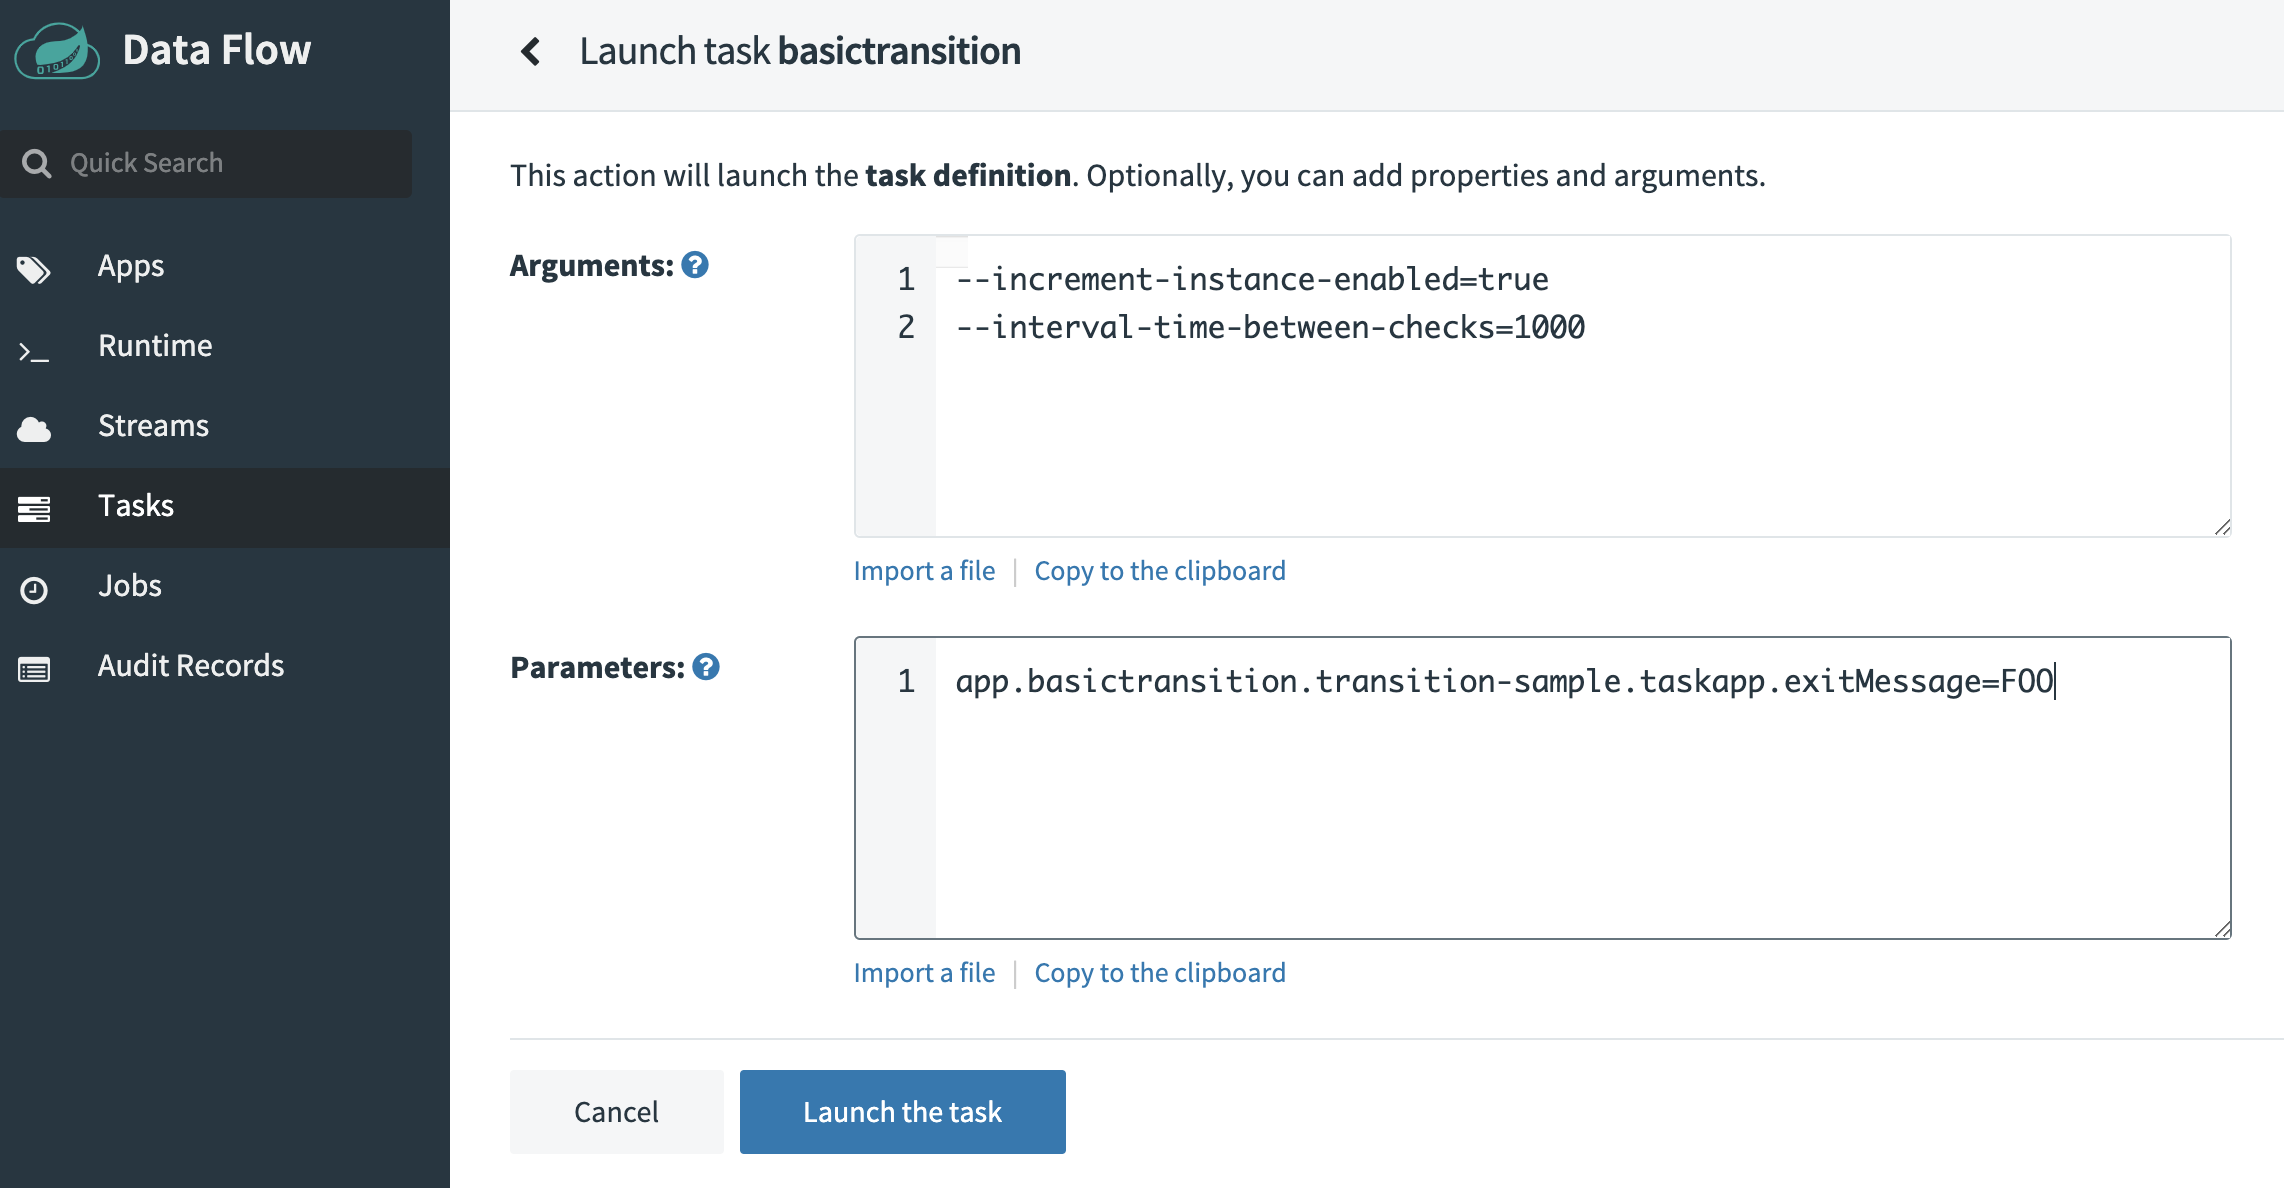 Data Flow
Quick Search
Apps
Runtime
Streams
Tasks
Jobs
Audit Records
Launch task basictransition
This action will launch the task definition. Optionally, you can add properties and arguments.
Arguments: ?
1 --increment-instance-enabled=true
2 --interval-time-between-checks=1000
Import a file | Copy to the clipboard
Parameters: ?
1 app.basictransition.transition-sample.taskapp.exitMessage=FOO
Import a file | Copy to the clipboard
Cancel
Launch the task